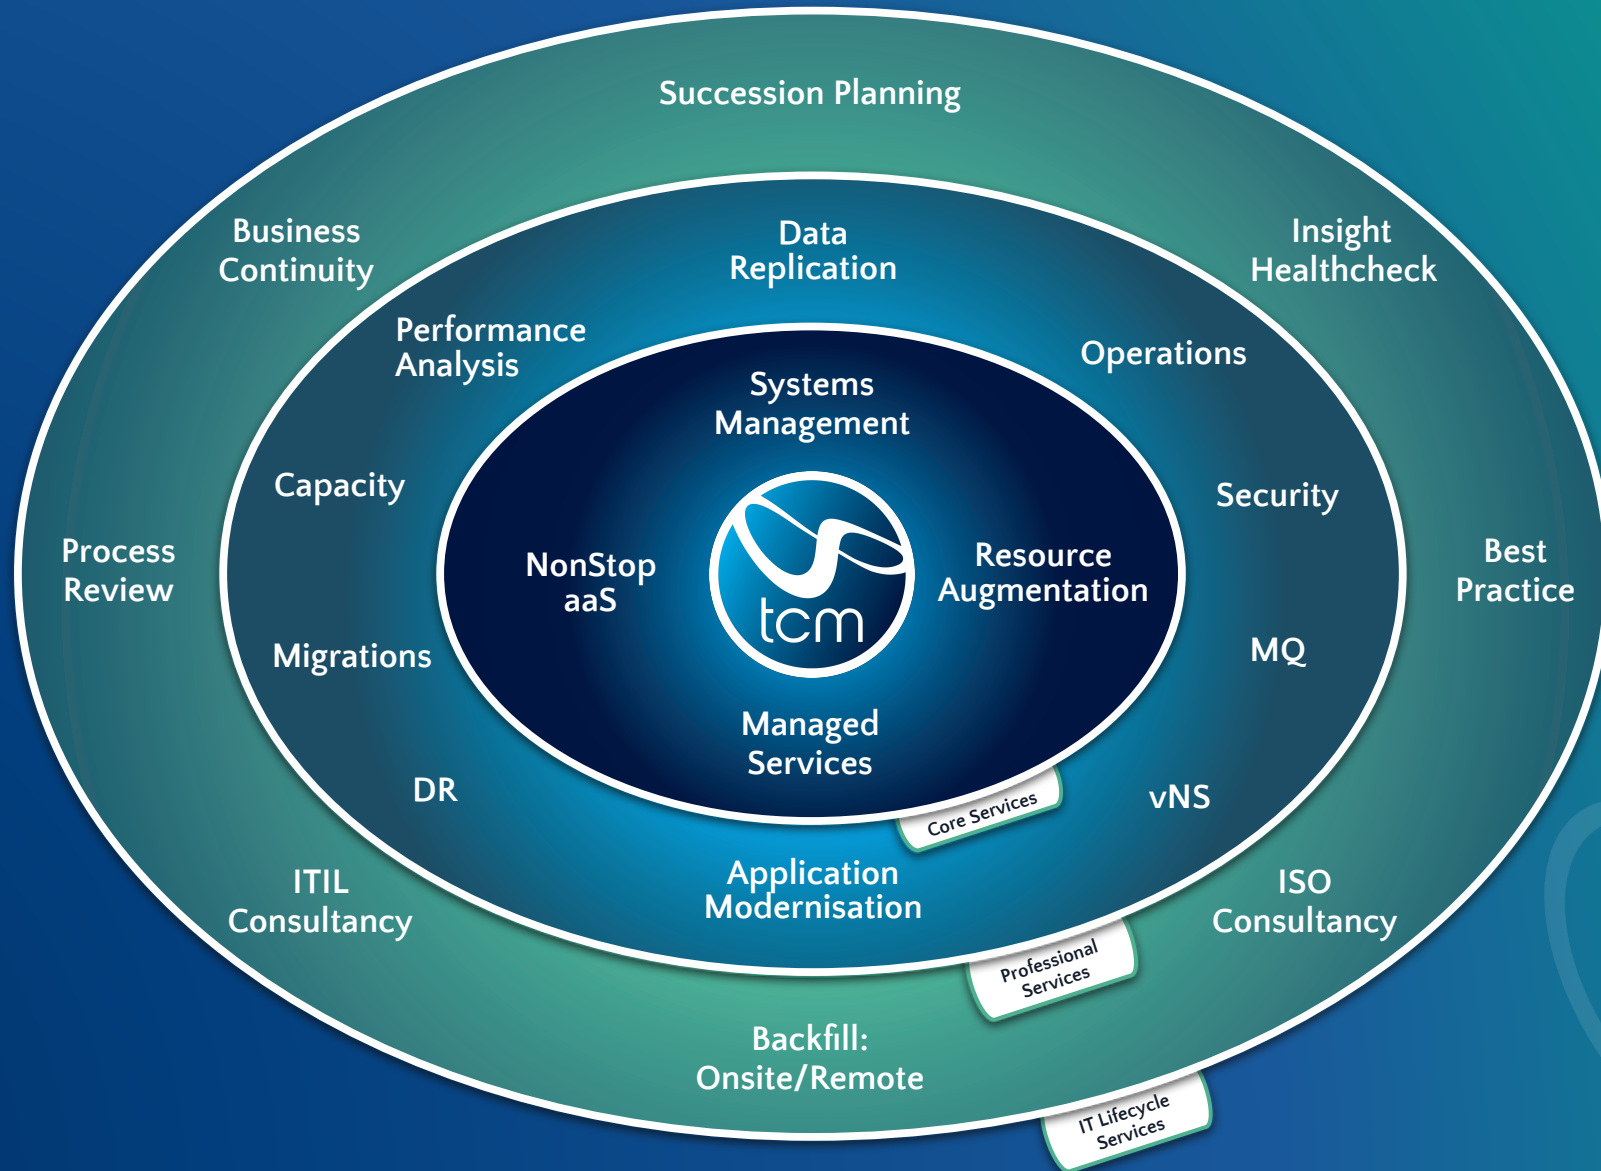 Succession Planning
Business
Continuity
Insight
Healthcheck
Process
Review
Best
Practice
ITIL
Consultancy
ISO
Consultancy
Backfill:
Onsite/Remote
IT Lifecycle
Services
Data
Replication
Performance
Analysis
Operations
Capacity
Security
Migrations
MQ
DR
vNS
Application
Modernisation
Professional
Services
Systems
Management
NonStop
aaS
tcm
Resource
Augmentation
Managed
Services
Core Services